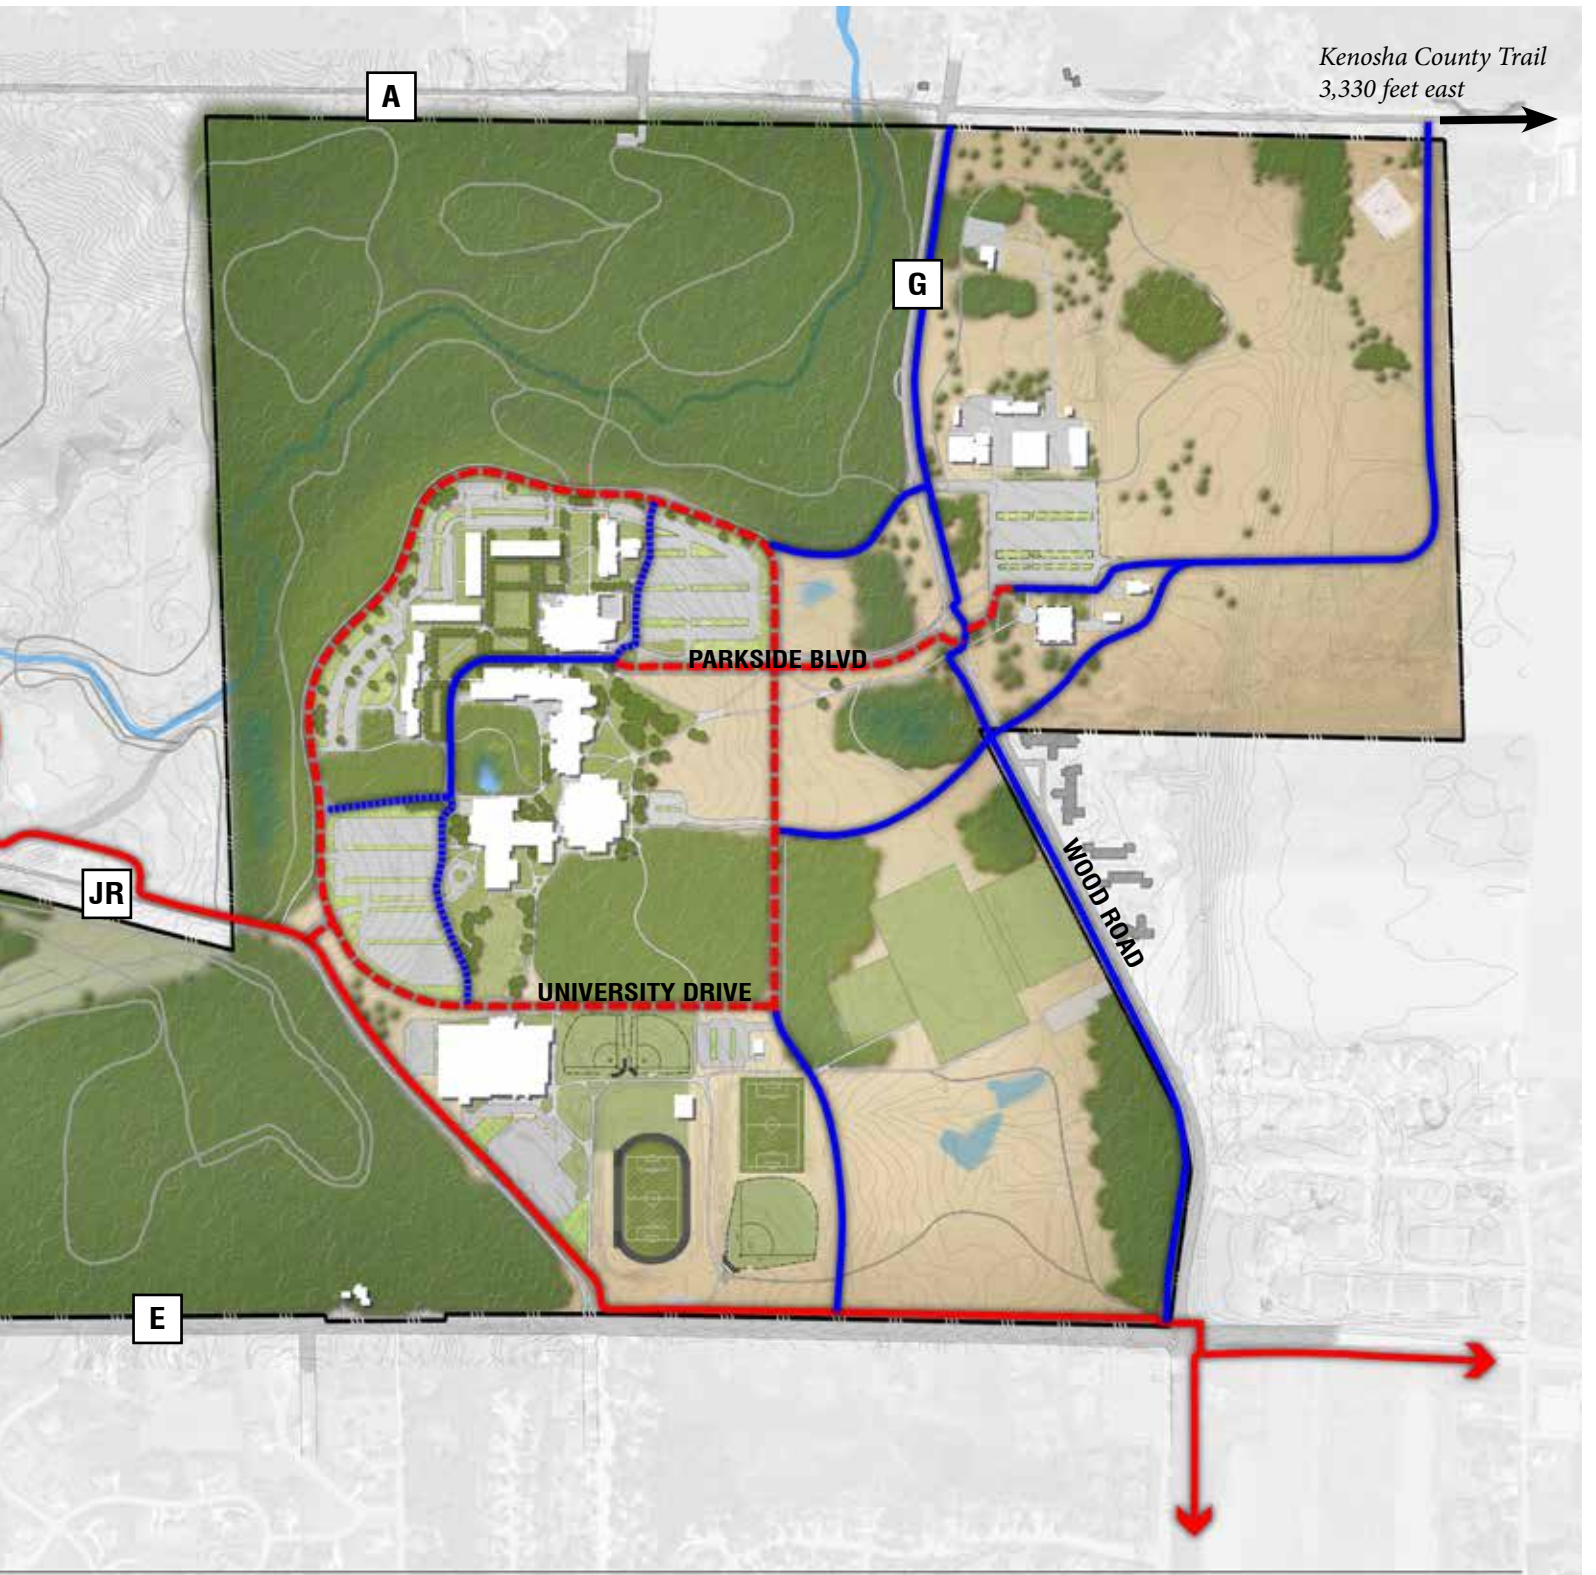 Kenosha County Trail
3,330 feet east
A
G
PARKSIDE BLVD
WOOD ROAD
JR
UNIVERSITY DRIVE
E